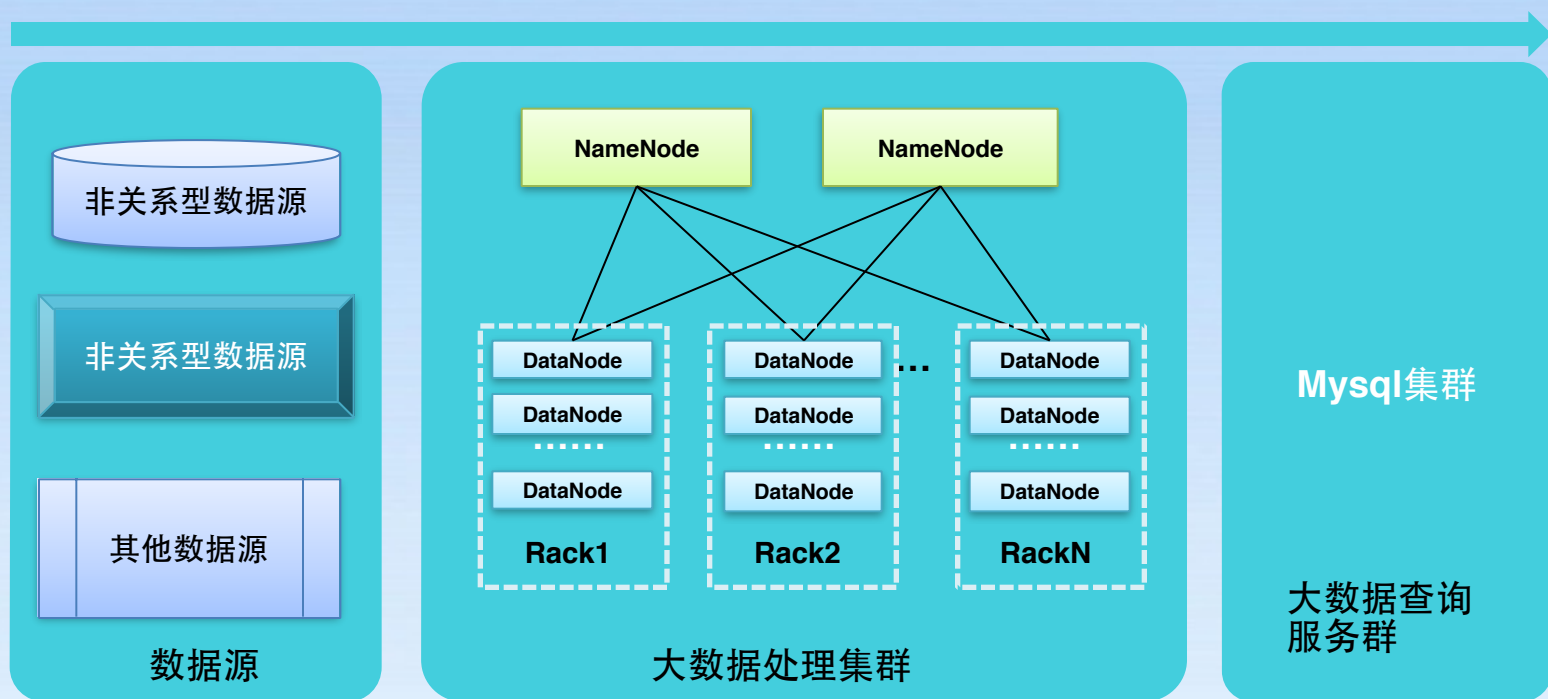 非关系型数据源
非关系型数据源
其他数据源
数据源
NameNode
NameNode
DataNode
DataNode
......
DataNode
Rack1
DataNode
DataNode
......
DataNode
Rack2
...
DataNode
DataNode
......
DataNode
RackN
大数据处理集群
Mysql集群
大数据查询
服务群